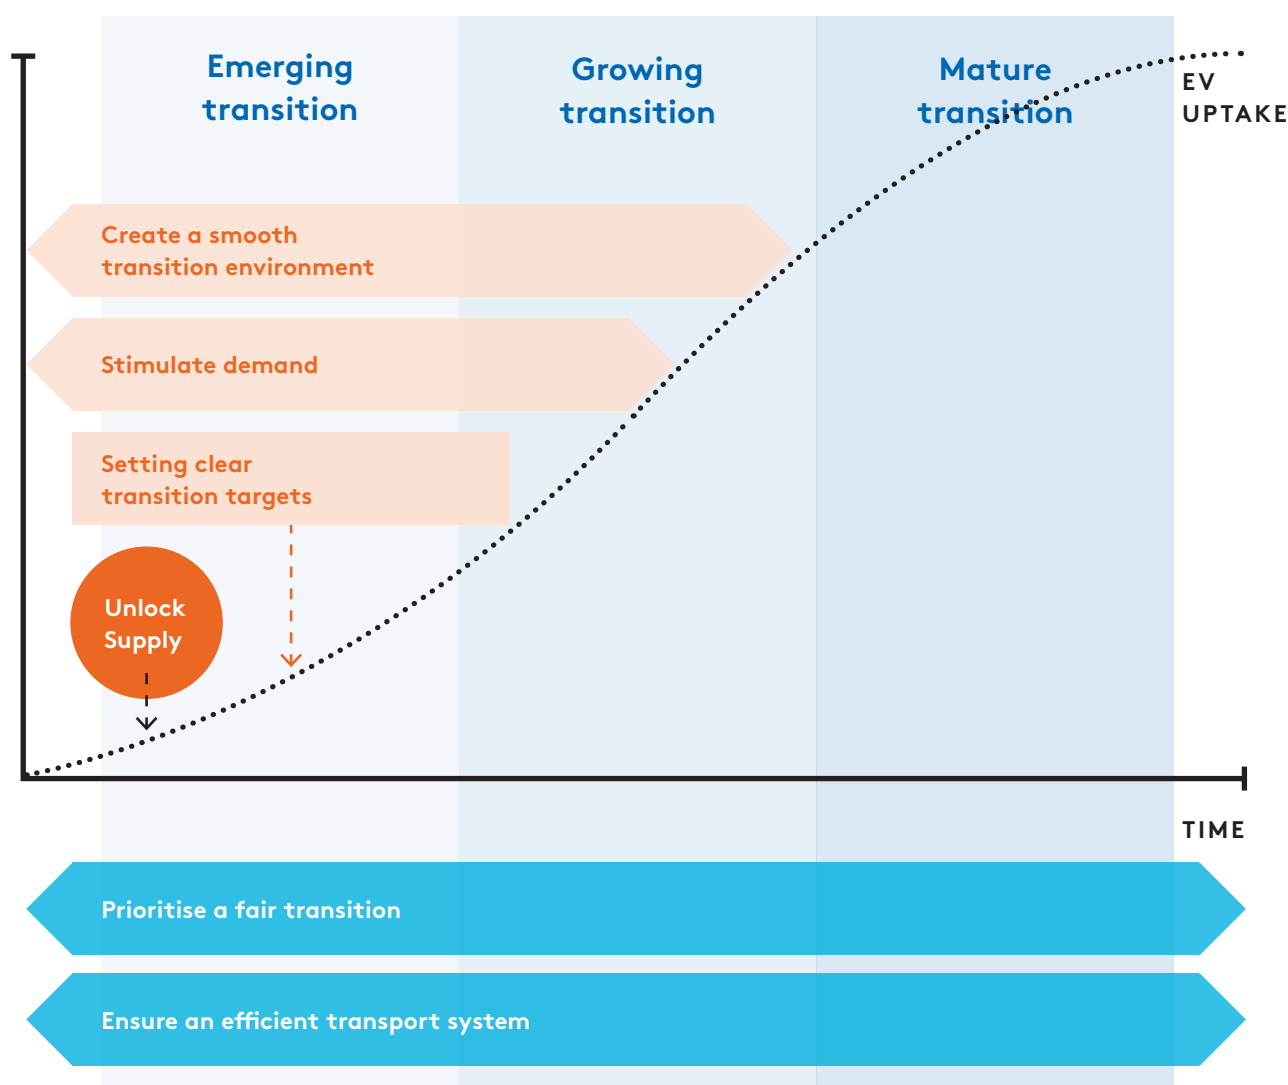 Emerging
transition
Growing
transition
Mature
transition
EV
UPTAKE
Create a smooth
transition environment
Stimulate demand
Setting clear
transition targets
Unlock
Supply
TIME
Prioritise a fair transition
Ensure an efficient transport system